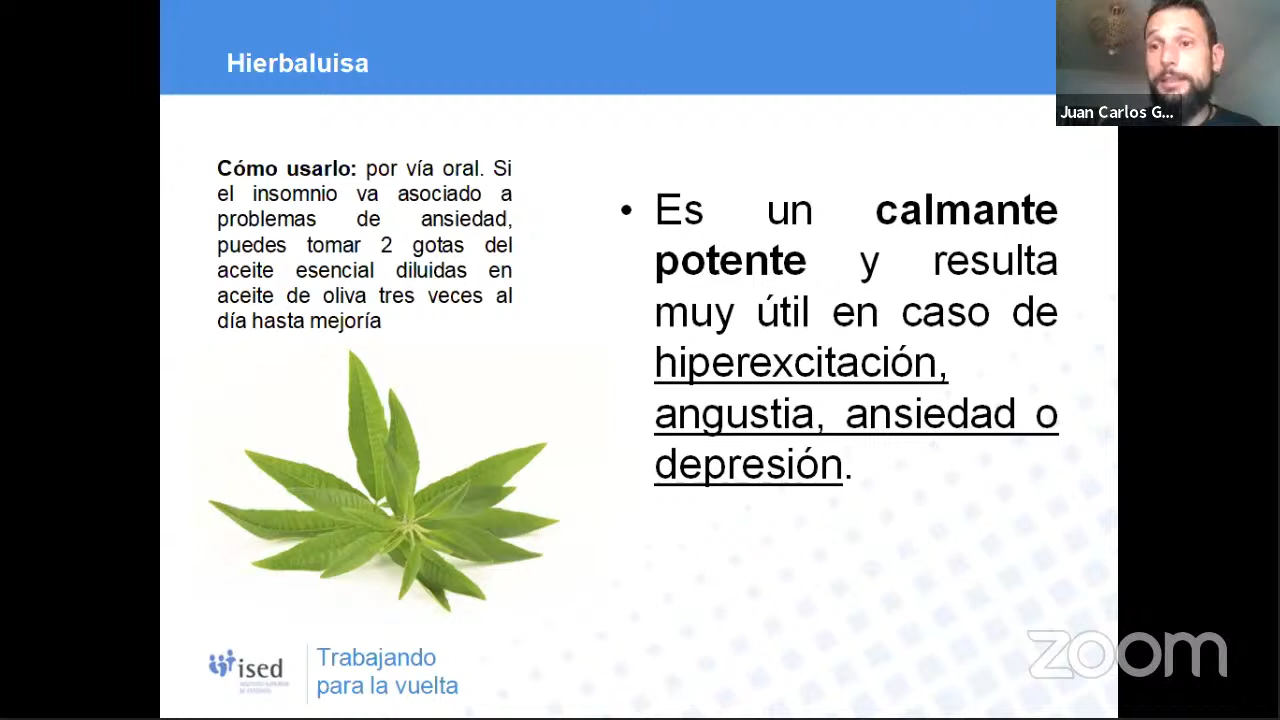 Hierbaluisa
Juan Carlos G...
Cómo usarlo: por vía oral. Si
el insomnio va asociado a
problemas de ansiedad,
puedes tomar 2 gotas del
aceite esencial diluidas en
aceite de oliva tres veces al
día hasta mejoría
• Es un calmante
potente y resulta
muy útil en caso de
hiperexcitación,
angustia, ansiedad o
depresión.
ised
Trabajando
para la vuelta
zoom